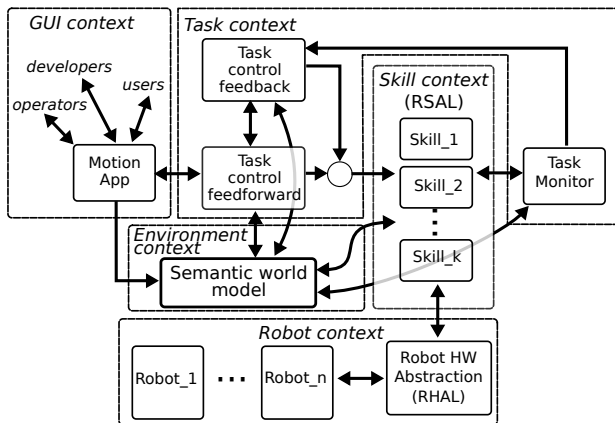 GUI context
developers
operators
users
Motion
App
Task context
Task
control
feedback
Task
control
feedforward
Skill context
(RSAL)
Skill_1
Skill_2
Skill_k
Task
Monitor
Environment
context
Semantic world
model
Robot context
Robot_1
Robot_n
Robot HW
Abstraction
(RHAL)